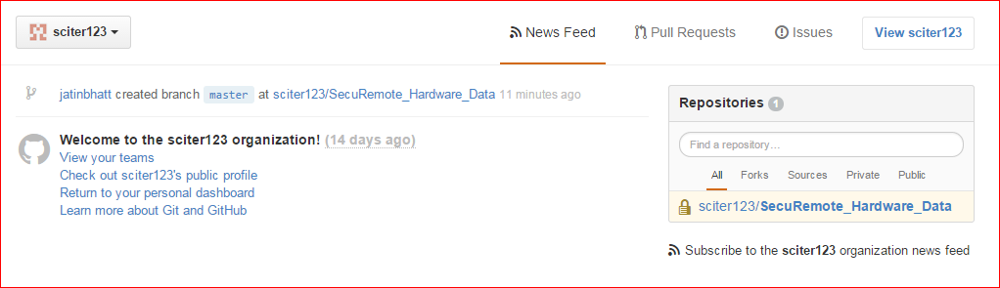 sciter123
News Feed
Pull Requests
Issues
View sciter123
jatinbhatt created branch master at sciter123/SecuRemote_Hardware_Data 11 minutes ago
Welcome to the sciter123 organization! (14 days ago)
View your teams
Check out sciter123's public profile
Return to your personal dashboard
Learn more about Git and GitHub
Repositories 1
Find a repository...
All Forks Sources Private Public
sciter123/SecuRemote_Hardware_Data
Subscribe to the sciter123 organization news feed